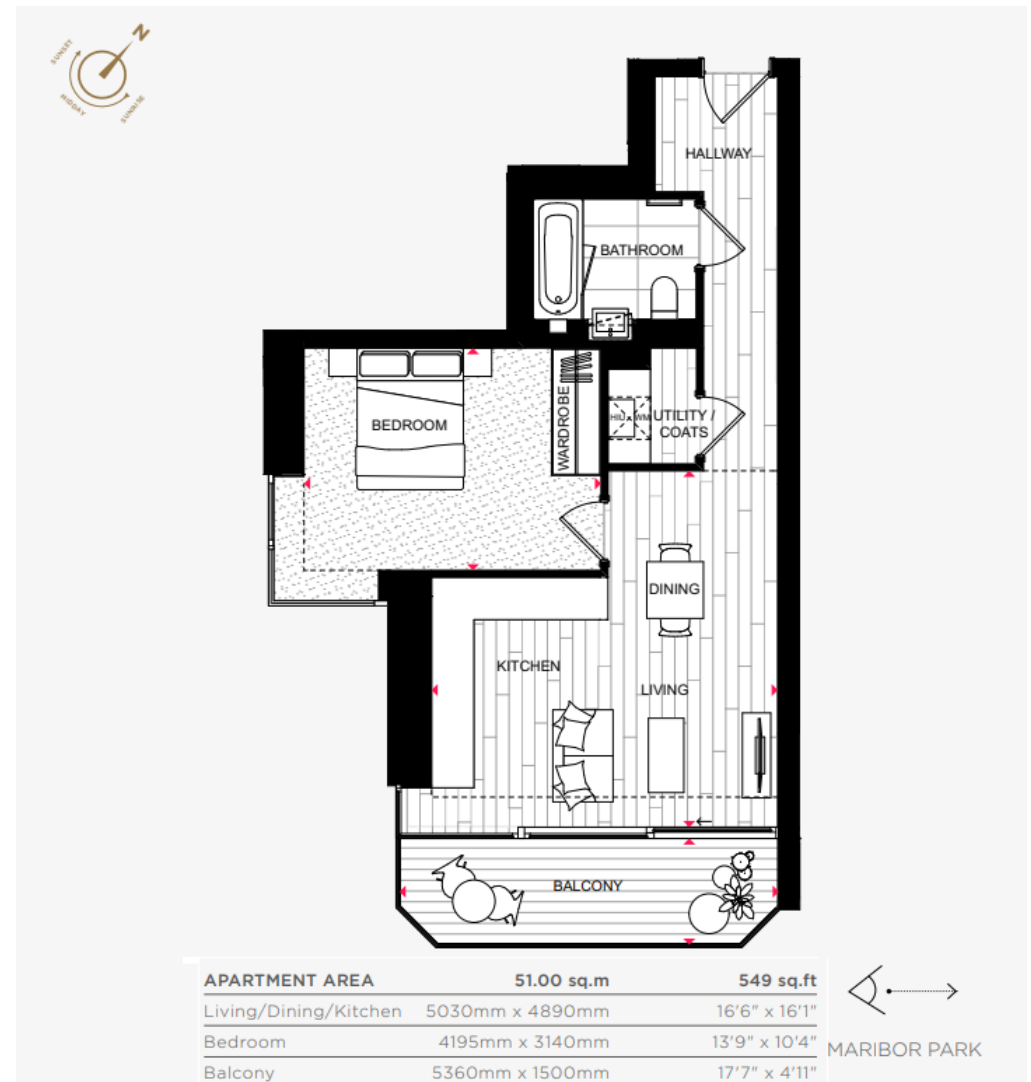 N
SUNSET
MIDDAY
SUNRISE
HALLWAY
BATHROOM
BEDROOM
WARDROBE
HIU
WM
UTILITY /
COATS
DINING
KITCHEN
LIVING
BALCONY
APARTMENT AREA 51.00 sq.m 549 sq.ft
Living/Dining/Kitchen 5030mm x 4890mm 16'6" x 16'1"
Bedroom 4195mm x 3140mm 13'9" x 10'4"
Balcony 5360mm x 1500mm 17'7" x 4'11"
MARIBOR PARK